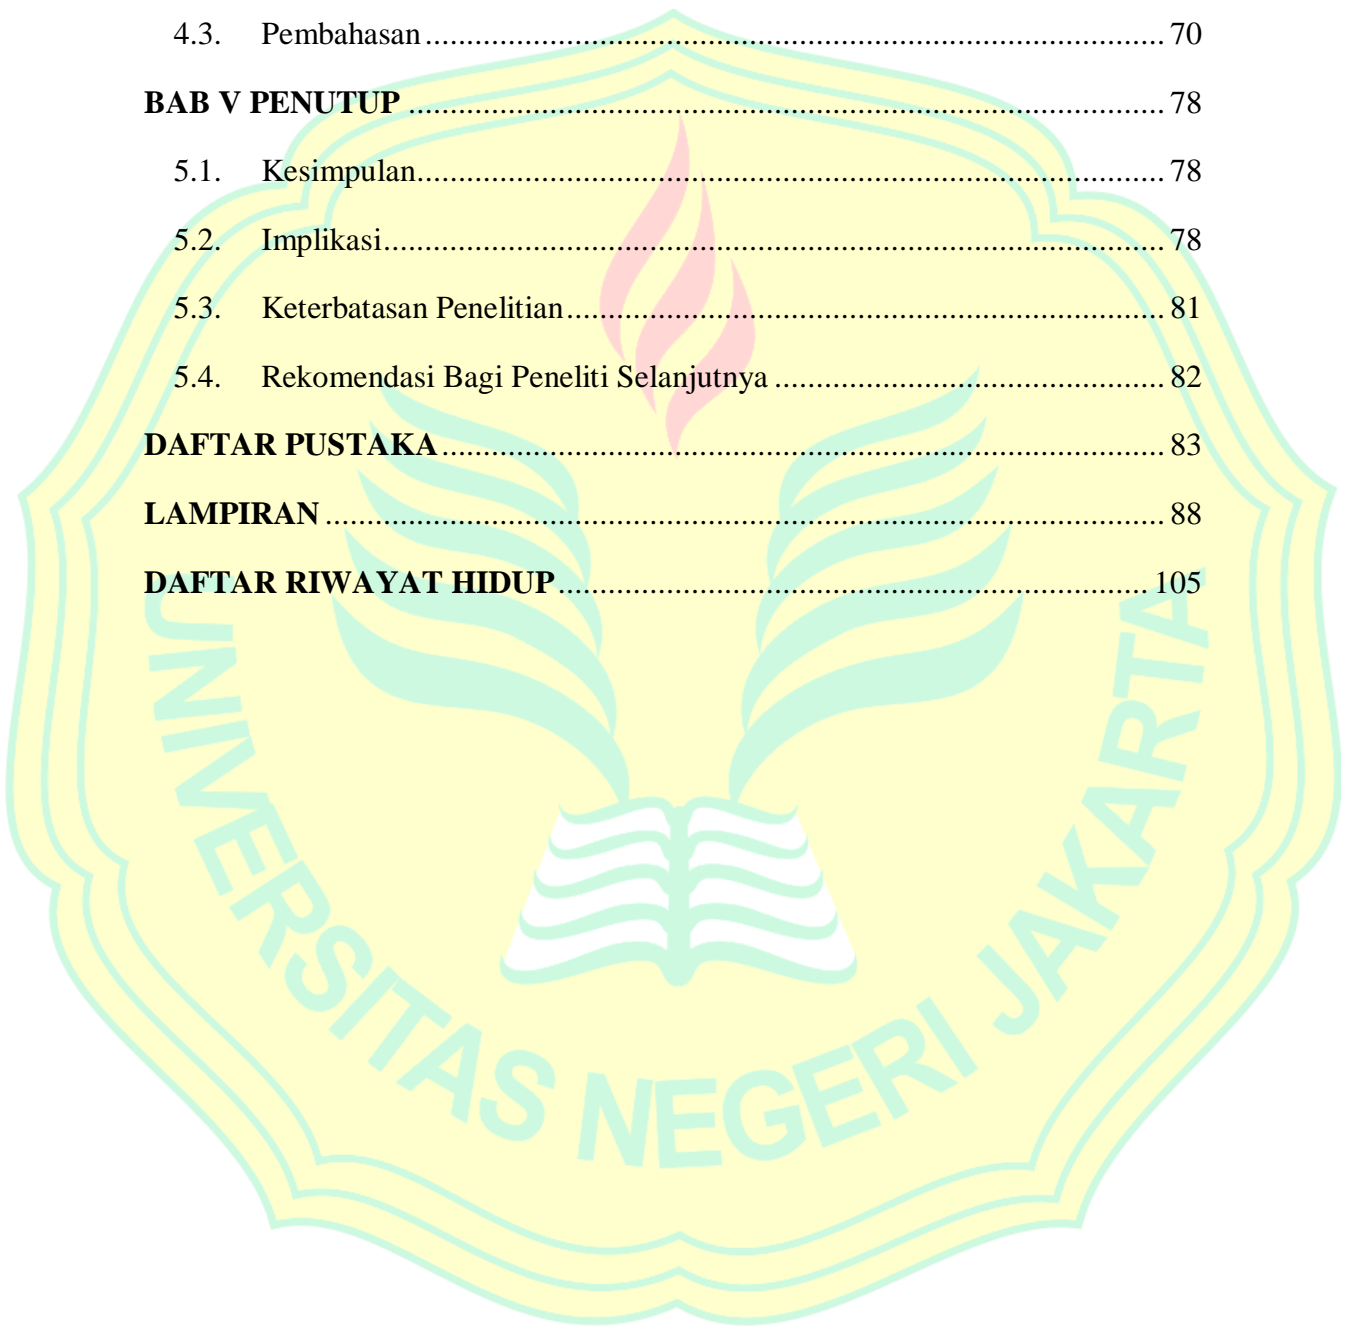 4.3. Pembahasan ........................................................................................ 70
BAB V PENUTUP ........................................................................................ 78
5.1. Kesimpulan........................................................................................ 78
5.2. Implikasi........................................................................................ 78
5.3. Keterbatasan Penelitian........................................................................ 81
5.4. Rekomendasi Bagi Peneliti Selanjutnya ............................................... 82
DAFTAR PUSTAKA ........................................................................................ 83
LAMPIRAN ........................................................................................ 88
DAFTAR RIWAYAT HIDUP ........................................................................ 105
UNIVERSITAS NEGERI JAKARTA